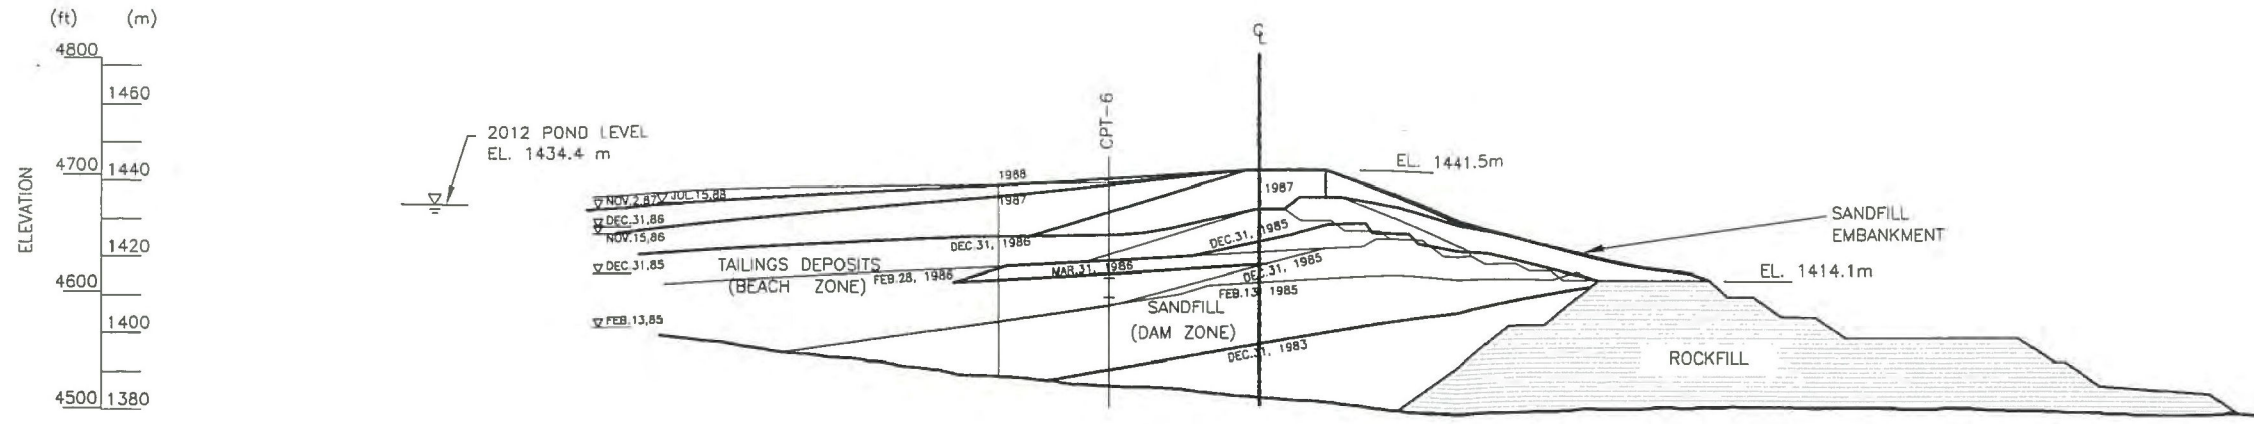 (ft) (m)
4800
1460
4700
1440
1420
4600
1400
4500
1380
ELEVATION
2012 POND LEVEL
EL. 1434.4 m
CPT-6
EL. 1441.5m
SANDFILL
EMBANKMENT
EL. 1414.1m
1988
1987
1987
NOV.2,87
JUL.15,88
DEC.31,86
NOV.15,86
DEC.31, 1986
DEC.31, 1985
DEC.31,85
TAILINGS DEPOSITS
(BEACH ZONE)
FEB.28, 1986
MAR.31, 1986
DEC.31, 1985
FEB.13, 1985
SANDFILL
(DAM ZONE)
FEB.13,85
DEC.31, 1983
ROCKFILL